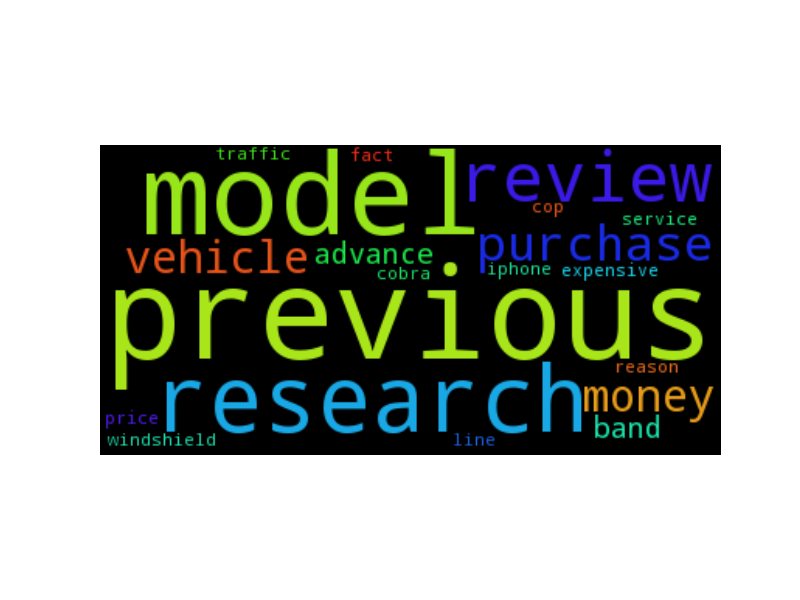 traffic fact
model review
cop
service
vehicle advance purchase
cobra iphone expensive
previous
reason
research money
price band
windshield line